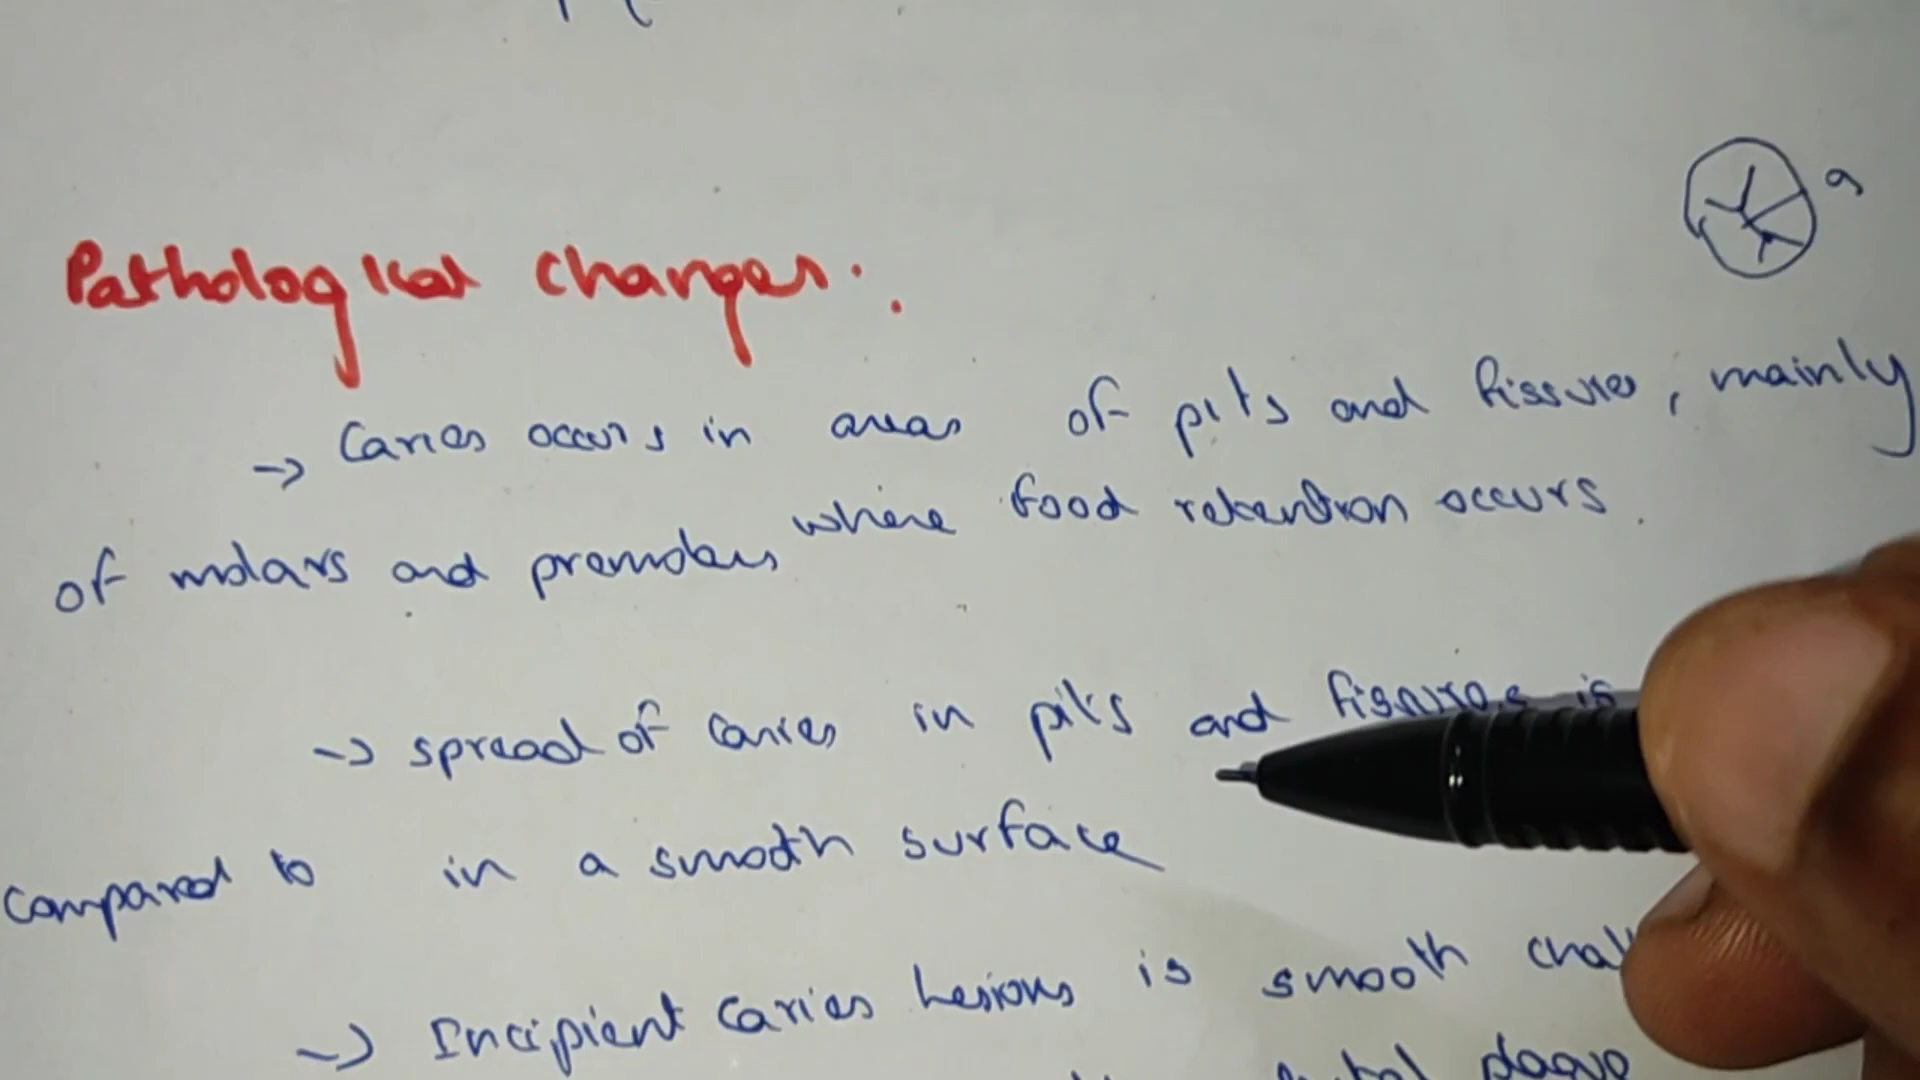 Pathological changes:
→ Caries occurs in areas of pits and fissures, mainly
of molars and premolars where food retention occurs.
→ spread of caries in pits and fissures is
compared to in a smooth surface
→ Incipient caries lesions is smooth
plaque